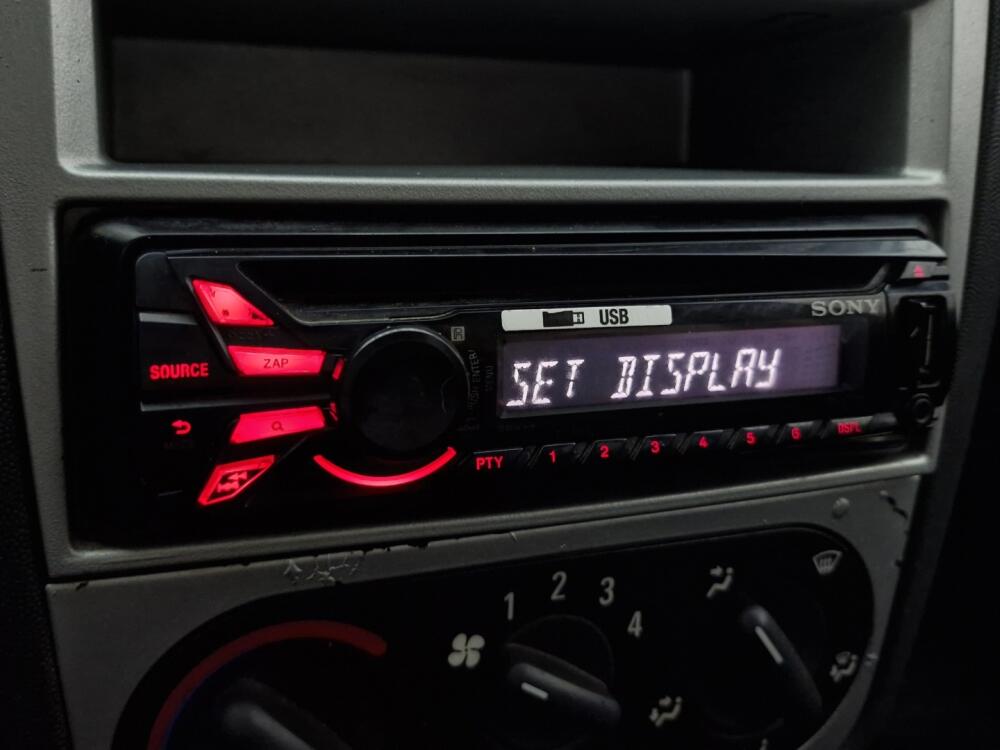 SONY
USB
SET DISPLAY
SOURCE
ZAP
PTY 1 2 3 4 5 6 DSPL
1 2 3 4